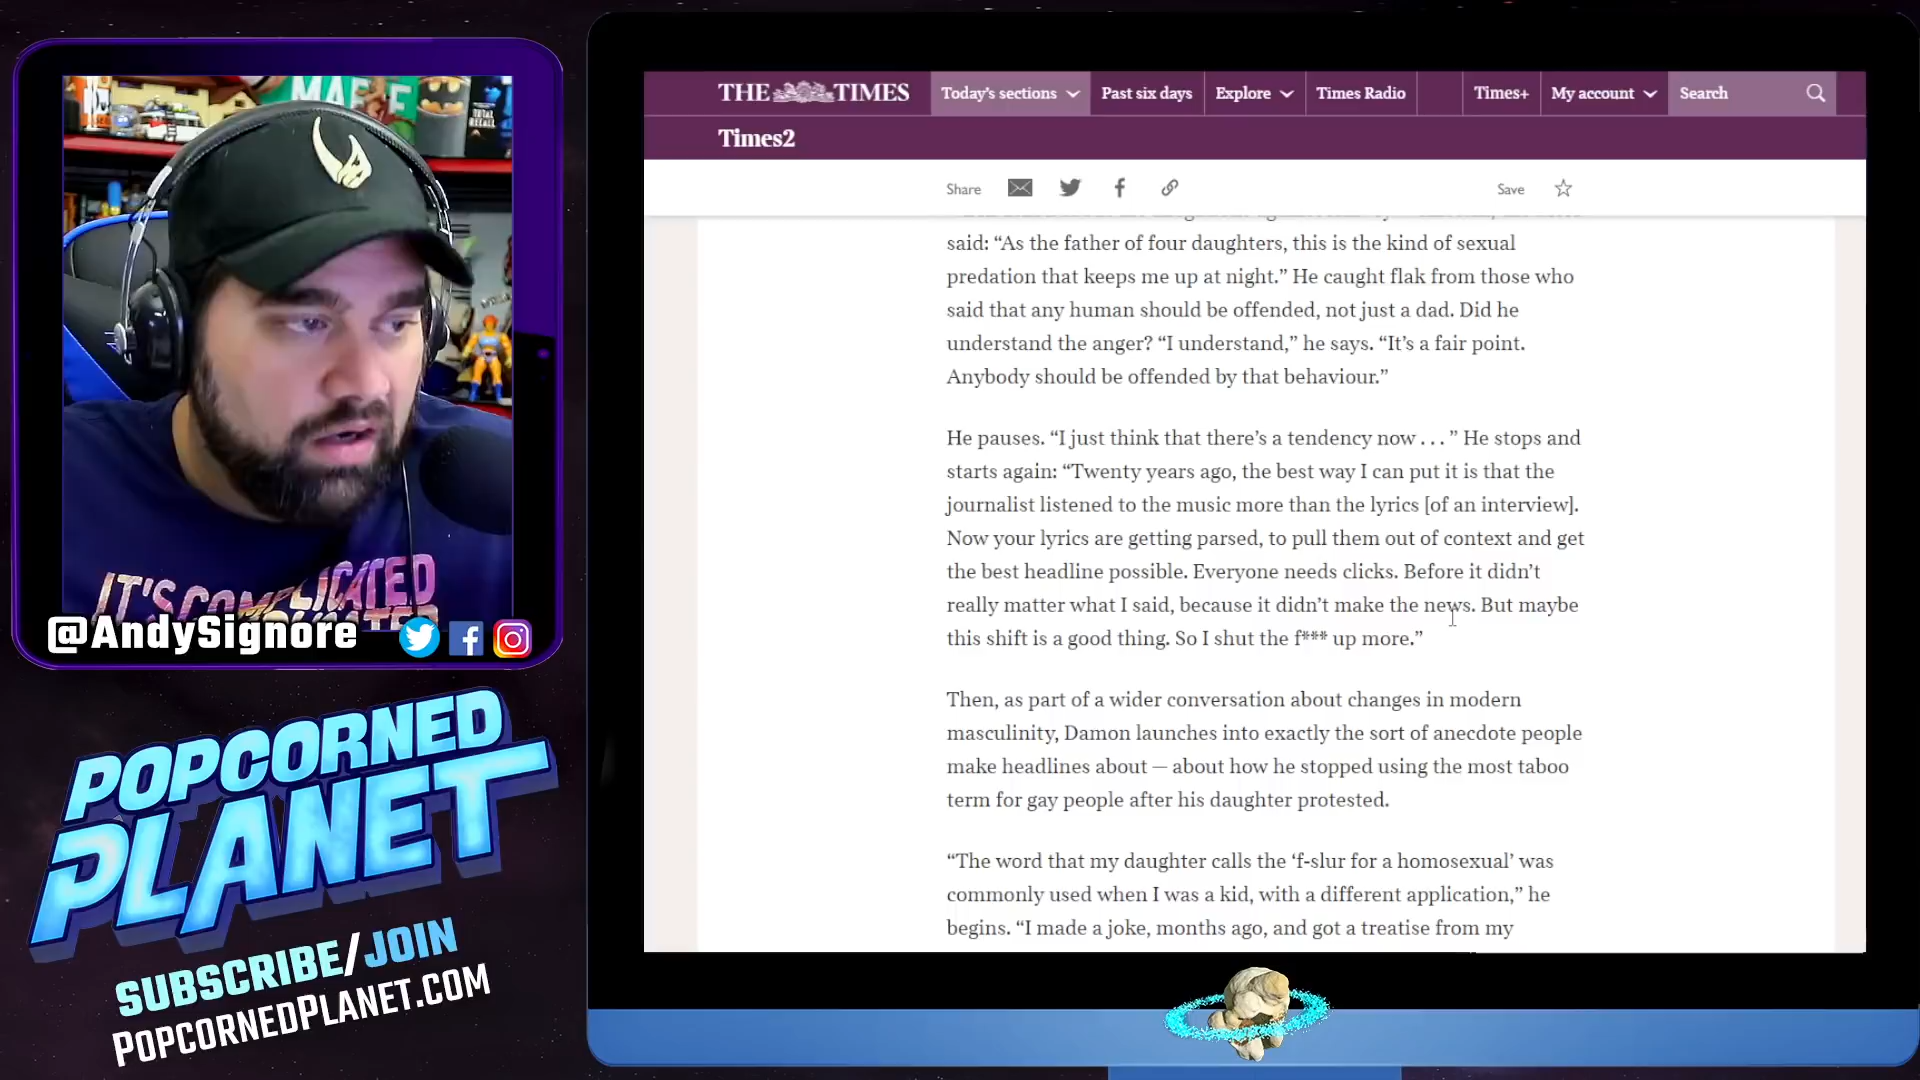 MA F E
TOTAL
RECALL
IT'S COMPLICATED
@AndySignore
POPCORNED
PLANET
SUBSCRIBE/JOIN
POPCORNEDPLANET.COM
THE TIMES
Today's sections
Past six days
Explore
Times Radio
Times+
My account
Search
Times2
Share
Save
said: “As the father of four daughters, this is the kind of sexual
predation that keeps me up at night.” He caught flak from those who
said that any human should be offended, not just a dad. Did he
understand the anger? “I understand,” he says. “It’s a fair point.
Anybody should be offended by that behaviour.”
He pauses. “I just think that there’s a tendency now . . . ” He stops and
starts again: “Twenty years ago, the best way I can put it is that the
journalist listened to the music more than the lyrics [of an interview].
Now your lyrics are getting parsed, to pull them out of context and get
the best headline possible. Everyone needs clicks. Before it didn’t
really matter what I said, because it didn’t make the news. But maybe
this shift is a good thing. So I shut the f*** up more.”
Then, as part of a wider conversation about changes in modern
masculinity, Damon launches into exactly the sort of anecdote people
make headlines about — about how he stopped using the most taboo
term for gay people after his daughter protested.
“The word that my daughter calls the ‘f-slur for a homosexual’ was
commonly used when I was a kid, with a different application,” he
begins. “I made a joke, months ago, and got a treatise from my